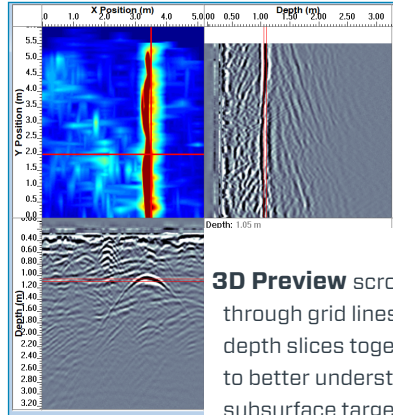 X Position (m)
Depth (m)
.0 1.0 2.0 3.0 4.0 5.0
0 0.50 1.00 1.50 2.00 2.50 3.00
Y Position (m)
5.5
5.0
4.5
4.0
3.5
3.0
2.5
2.0
1.5
1.0
0.5
0.00
Depth: 1.05 m
Depth (m)
0.40
0.60
0.80
1.00
1.20
1.40
1.60
1.80
2.00
2.20
2.40
2.60
2.80
3.00
3.20
3D Preview
through grid lines
depth slices
to better
subsurface